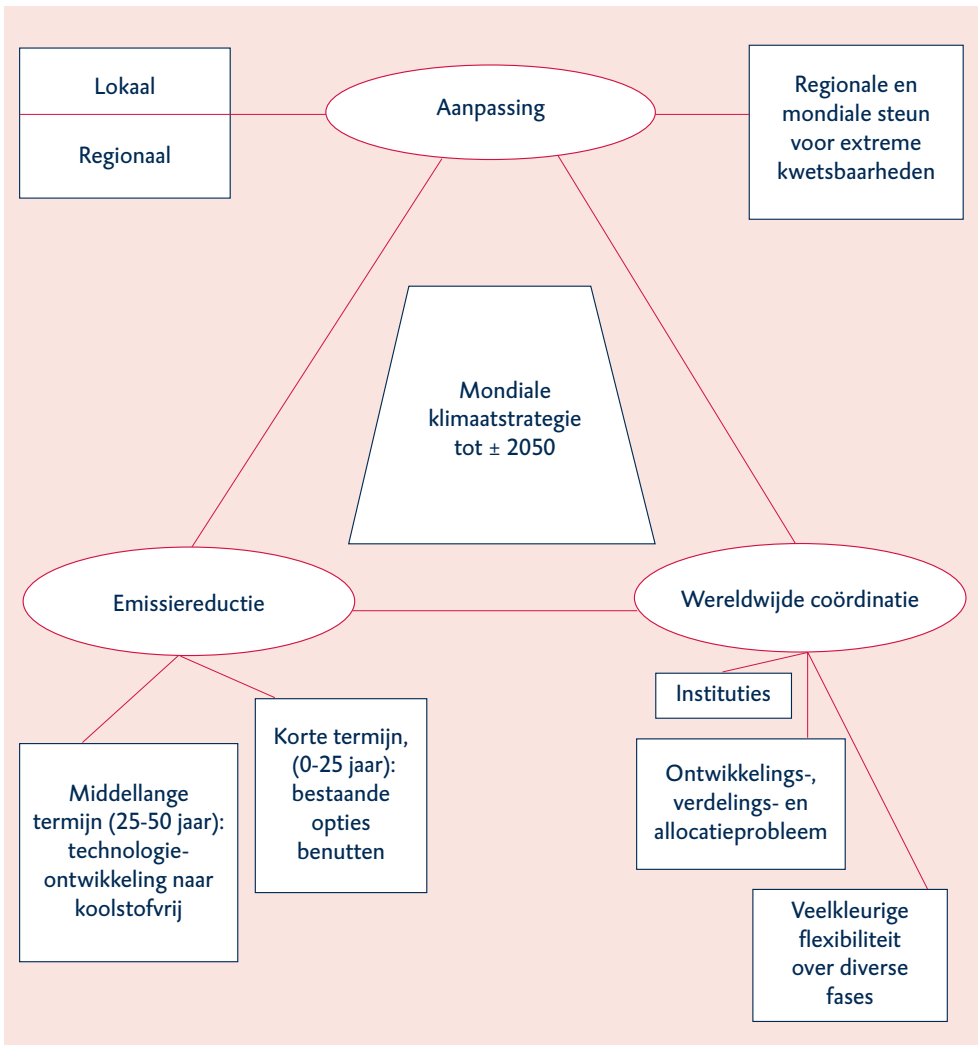 Lokaal
Regionaal
Aanpassing
Regionale en
mondiale steun
voor extreme
kwetsbaarheden
Mondiale
klimaatstrategie
tot ± 2050
Emissiereductie
Wereldwijde coördinatie
Middellange
termijn (25-50 jaar):
technologie-
ontwikkeling naar
koolstofvrij
Korte termijn,
(0-25 jaar):
bestaande
opties
benutten
Instituties
Ontwikkelings-,
verdelings- en
allocatieprobleem
Veelkleurige
flexibiliteit
over diverse
fases